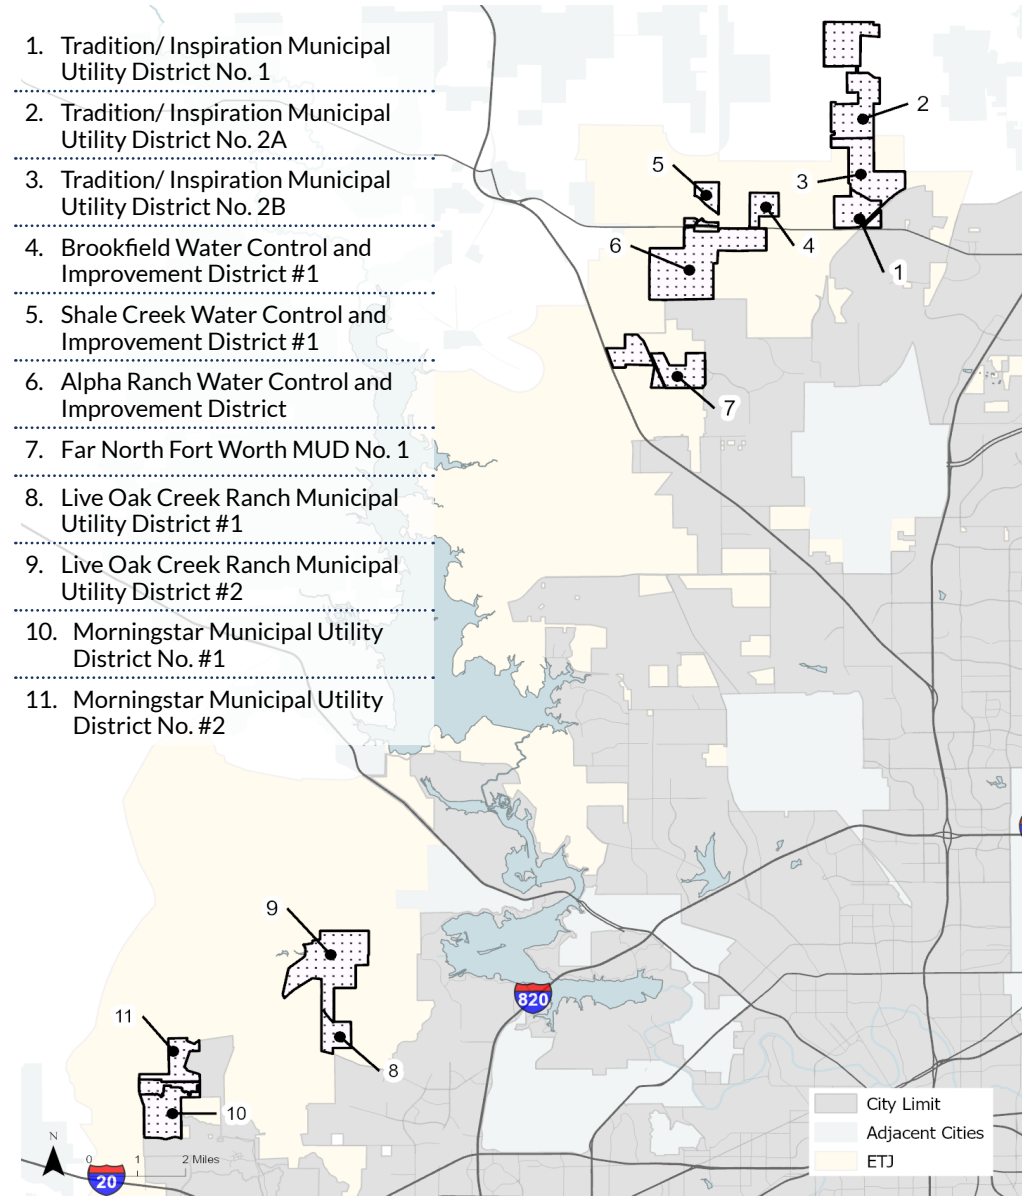 1. Tradition/ Inspiration Municipal
Utility District No. 1
2. Tradition/ Inspiration Municipal
Utility District No. 2A
3. Tradition/ Inspiration Municipal
Utility District No. 2B
4. Brookfield Water Control and
Improvement District #1
5. Shale Creek Water Control and
Improvement District #1
6. Alpha Ranch Water Control and
Improvement District
7. Far North Fort Worth MUD No. 1
8. Live Oak Creek Ranch Municipal
Utility District #1
9. Live Oak Creek Ranch Municipal
Utility District #2
10. Morningstar Municipal Utility
District No. #1
11. Morningstar Municipal Utility
District No. #2
2
5
3
6
4
1
7
9
820
11
8
10
City Limit
Adjacent Cities
ETJ
N
0 1 2 Miles
20